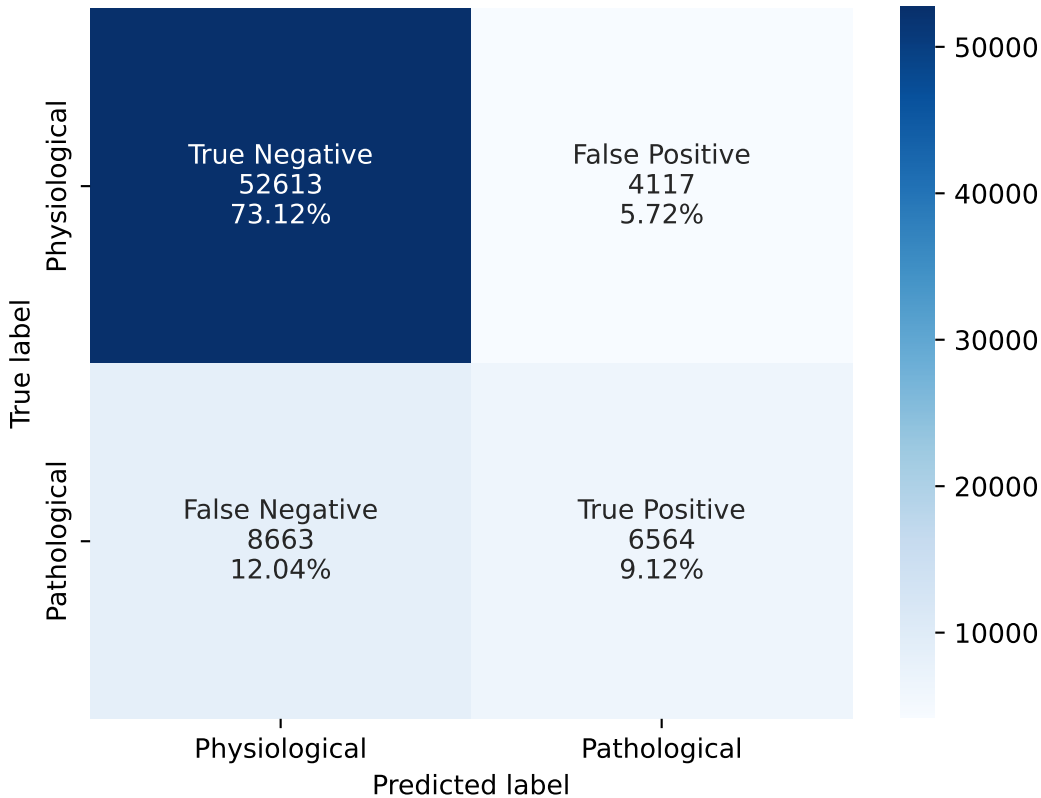 True label
Physiological
Pathological
True Negative
52613
73.12%
False Positive
4117
5.72%
False Negative
8663
12.04%
True Positive
6564
9.12%
Physiological
Pathological
Predicted label
50000
40000
30000
20000
10000